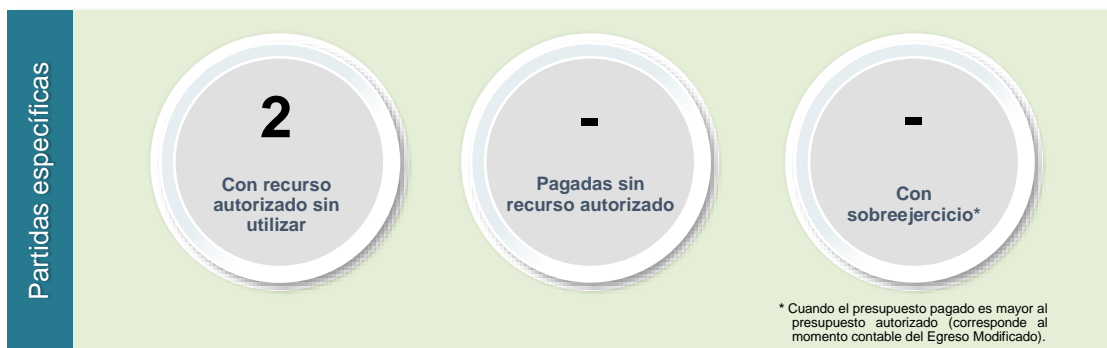 Partidas específicas
2
Con recurso
autorizado sin
utilizar
-
Pagadas sin
recurso autorizado
-
Con
sobreejercicio*
* Cuando el presupuesto pagado es mayor al
presupuesto autorizado (corresponde al
momento contable del Egreso Modificado).